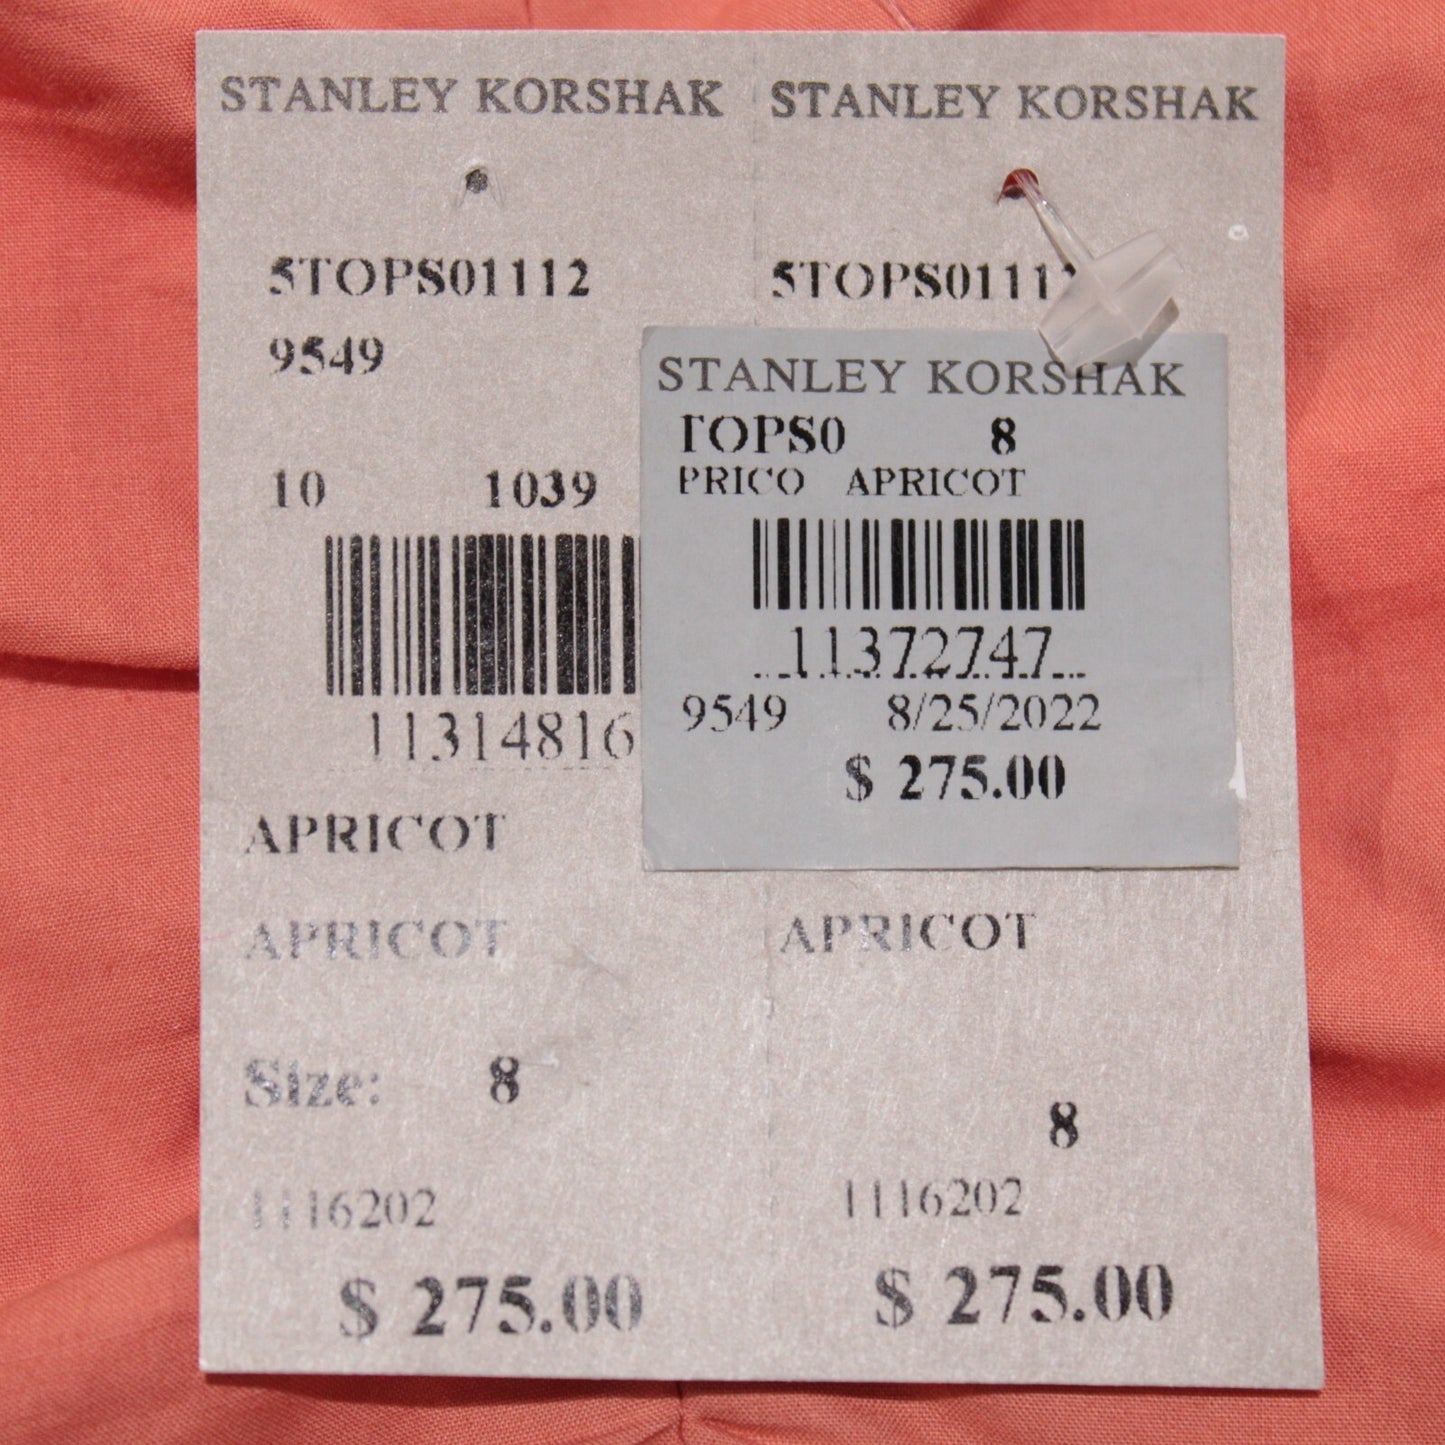 STANLEY KORSHAK
5TOPS01112
9549
10 1039
11314816
APRICOT
APRICOT
Size: 8
1116202
$ 275.00
STANLEY KORSHAK
5TOPS0111
STANLEY KORSHAK
TOPS0 8
PRICO APRICOT
11372747
9549 8/25/2022
$ 275.00
APRICOT
8
1116202
$ 275.00